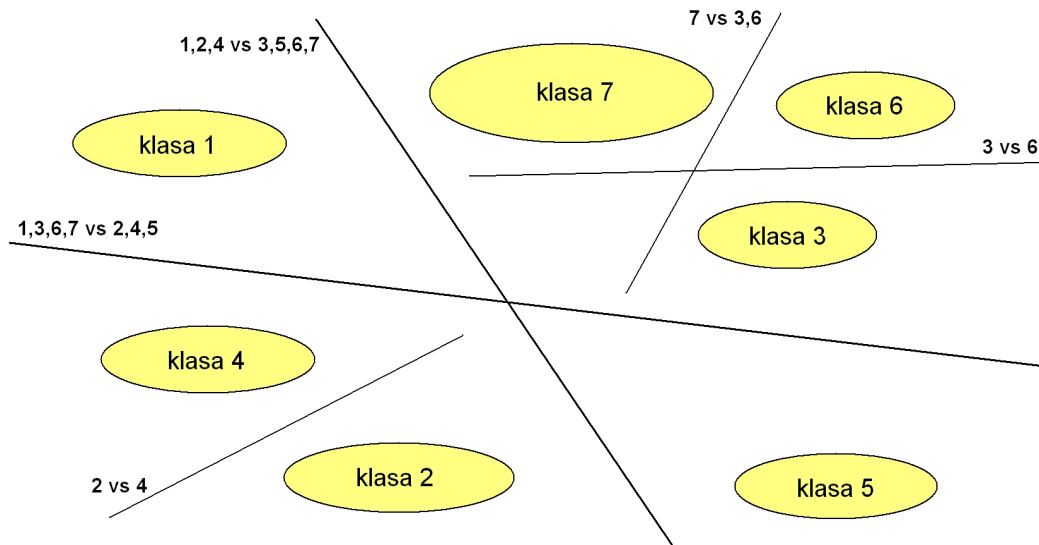 7 vs 3,6
1,2,4 vs 3,5,6,7
klasa 7
klasa 6
klasa 1
3 vs 6
1,3,6,7 vs 2,4,5
klasa 3
klasa 4
klasa 2
2 vs 4
klasa 5